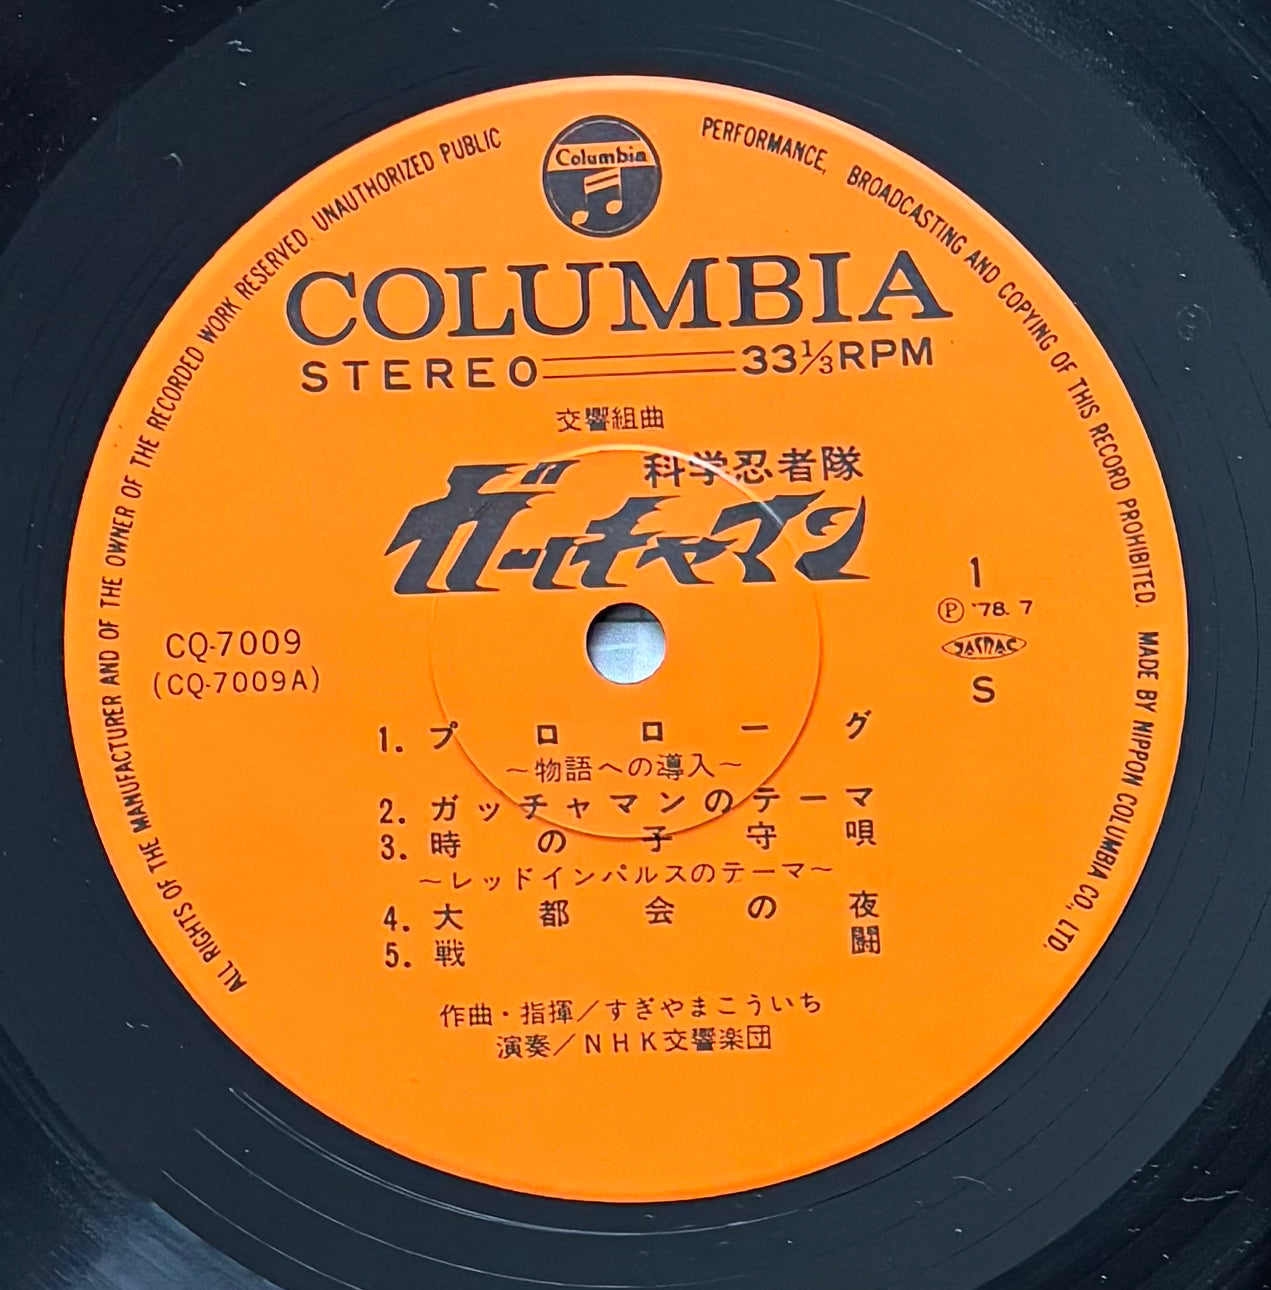 ALL RIGHTS OF THE MANUFACTURER AND OF THE OWNER OF THE RECORDED WORK RESERVED. UNAUTHORIZED PUBLIC PERFORMANCE, BROADCASTING AND COPYING OF THIS RECORD PROHIBITED. MADE BY NIPPON COLUMBIA CO., LTD.
Columbia
COLUMBIA
STEREO 33⅓RPM
交響組曲
科学忍者隊
ガッチャマン
1
Ⓟ '78. 7
JASRAC
S
CQ-7009
(CQ-7009A)
1. プロローグ
〜物語への導入〜
2. ガッチャマンのテーマ
3. 時の子守唄
〜レッドインパルスのテーマ〜
4. 大都会の夜
5. 戦闘
作曲・指揮/すぎやまこういち
演奏/NHK交響楽団